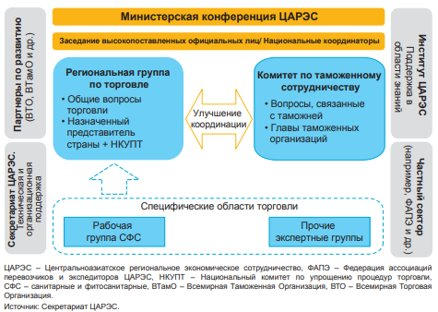 Министерская конференция ЦАРЭС
Заседание высокопоставленных официальных лиц/ Национальные координаторы
Партнеры по развитию
(ВТО, ВТамО и др.)
Региональная группа
по торговле
• Общие вопросы
торговли
• Назначенный
представитель
страны + НКУПТ
Улучшение
координации
Комитет по таможенному
сотрудничеству
• Вопросы, связанные
с таможней
• Главы таможенных
организаций
Институт ЦАРЭС
Поддержка в
области знаний
Секретариат ЦАРЭС.
Техническая и
организационная
поддержка
Специфические области торговли
Рабочая
группа СФС
Прочие
экспертные группы
Частный сектор
(например, ФАПЭ и др.)
ЦАРЭС – Центральноазиатское региональное экономическое сотрудничество, ФАПЭ – Федерация ассоциаций
перевозчиков и экспедиторов ЦАРЭС, НКУПТ – Национальный комитет по упрощению процедур торговли,
СФС – санитарные и фитосанитарные, ВТамО – Всемирная Таможенная Организация, ВТО – Всемирная Торговая
Организация.
Источник: Секретариат ЦАРЭС.